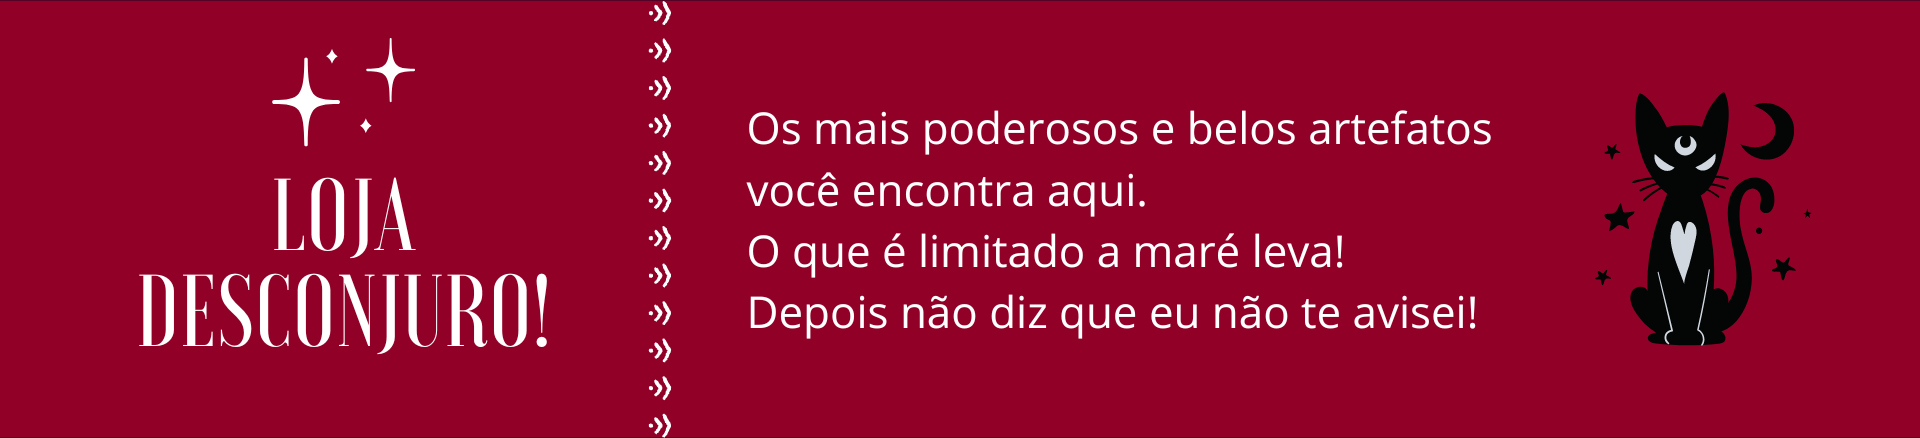 LOJA
DESCONJURO!
Os mais poderosos e belos artefatos
você encontra aqui.
O que é limitado a maré leva!
Depois não diz que eu não te avisei!